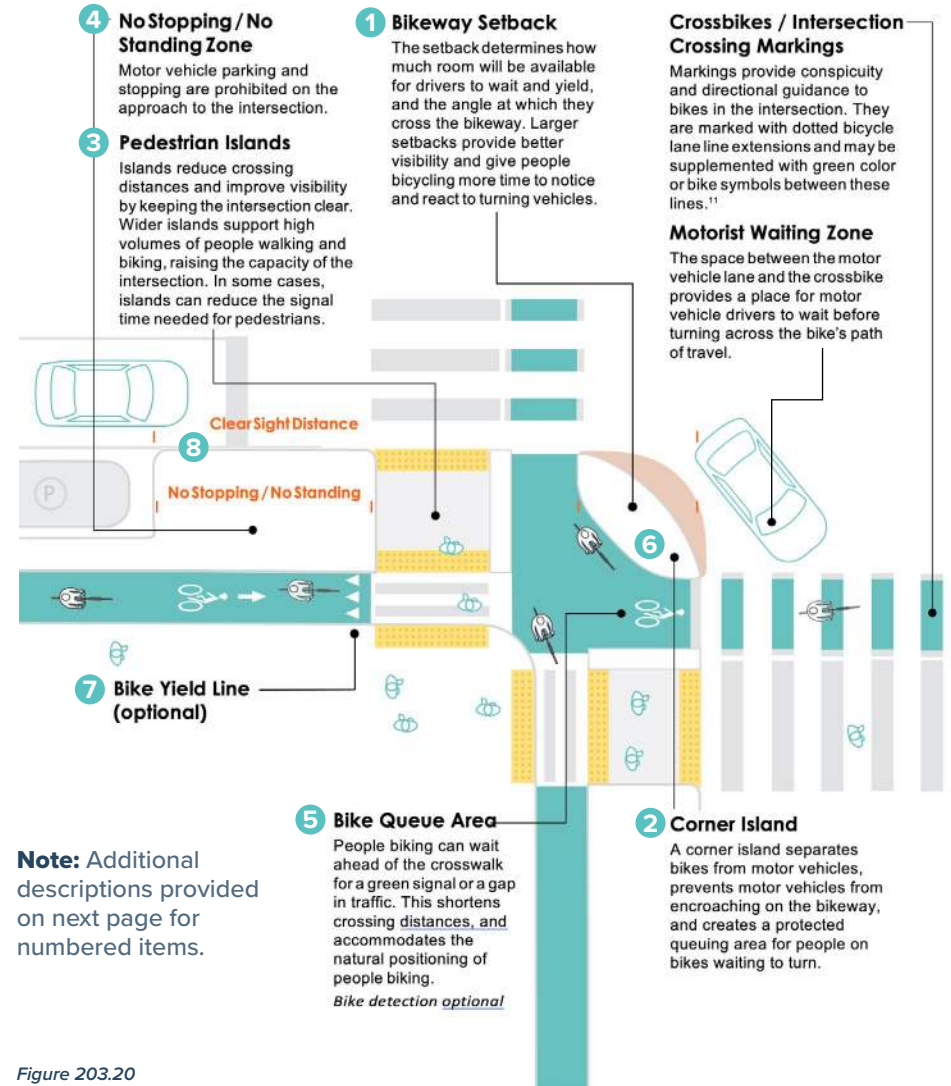 4 No Stopping / No
Standing Zone
Motor vehicle parking and
stopping are prohibited on the
approach to the intersection.
3 Pedestrian Islands
Islands reduce crossing
distances and improve visibility
by keeping the intersection clear.
Wider islands support high
volumes of people walking and
biking, raising the capacity of the
intersection. In some cases,
islands can reduce the signal
time needed for pedestrians.
1 Bikeway Setback
The setback determines how
much room will be available
for drivers to wait and yield,
and the angle at which they
cross the bikeway. Larger
setbacks provide better
visibility and give people
bicycling more time to notice
and react to turning vehicles.
Crossbikes / Intersection
Crossing Markings
Markings provide conspicuity
and directional guidance to
bikes in the intersection. They
are marked with dotted bicycle
lane line extensions and may be
supplemented with green color
or bike symbols between these
lines.¹¹
Motorist Waiting Zone
The space between the motor
vehicle lane and the crossbike
provides a place for motor
vehicle drivers to wait before
turning across the bike's path
of travel.
Clear Sight Distance
8
No Stopping / No Standing
P
6
7 Bike Yield Line
(optional)
5 Bike Queue Area
People biking can wait
ahead of the crosswalk
for a green signal or a gap
in traffic. This shortens
crossing distances, and
accommodates the
natural positioning of
people biking.
Bike detection optional
2 Corner Island
A corner island separates
bikes from motor vehicles,
prevents motor vehicles from
encroaching on the bikeway,
and creates a protected
queuing area for people on
bikes waiting to turn.
Note: Additional
descriptions provided
on next page for
numbered items.
Figure 203.20